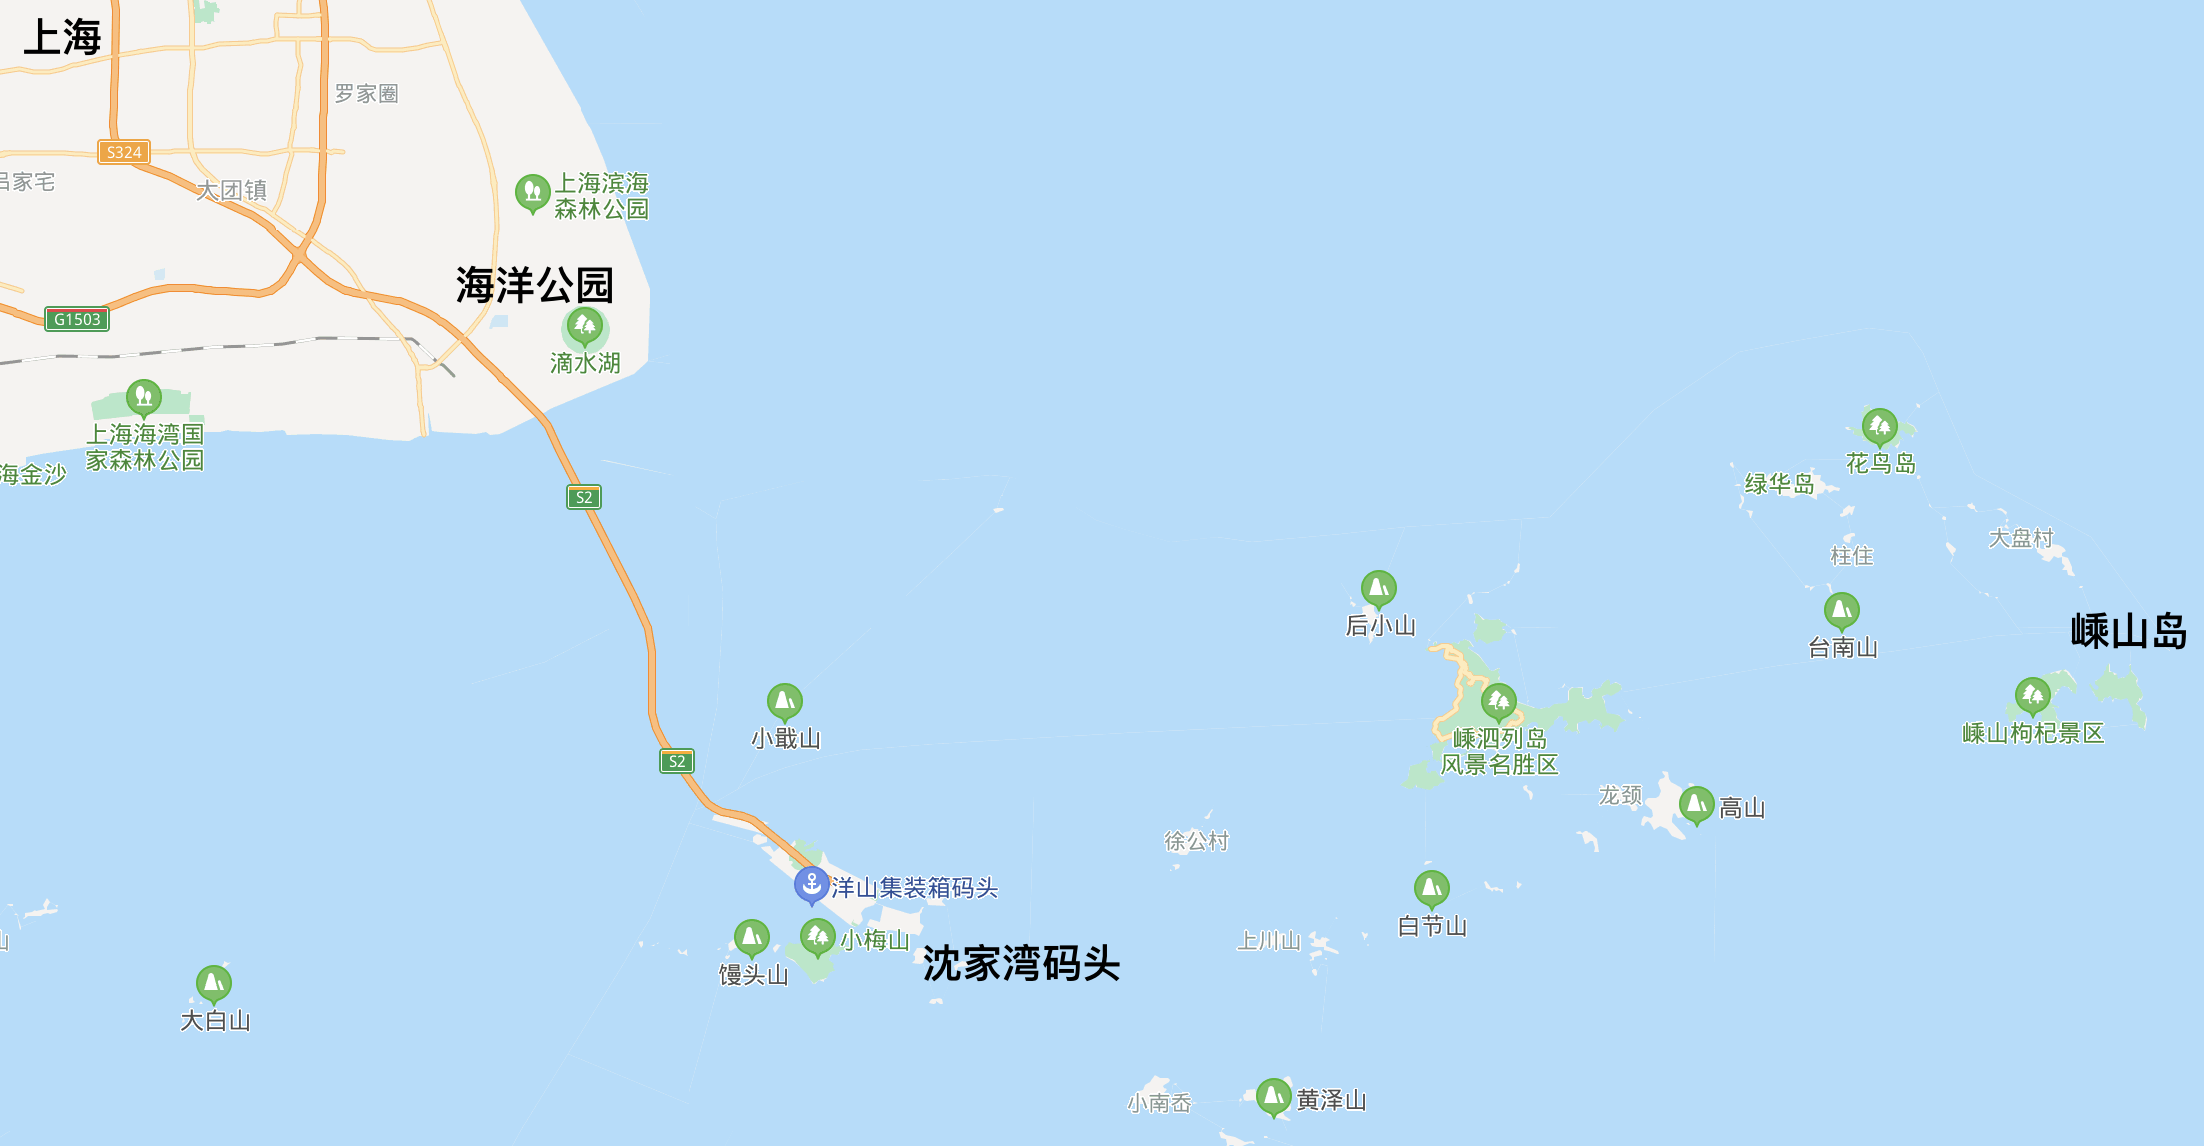 上海
罗家圈
S324
吕家宅
大团镇
上海滨海
森林公园
海洋公园
G1503
滴水湖
上海海湾国
家森林公园
海金沙
S2
花鸟岛
绿华岛
大盘村
柱住
后小山
台南山
嵊山岛
小戢山
嵊泗列岛
风景名胜区
嵊山枸杞景区
S2
龙颈
高山
徐公村
洋山集装箱码头
白节山
小梅山
上川山
沈家湾码头
馒头山
山
大白山
小南岙
黄泽山